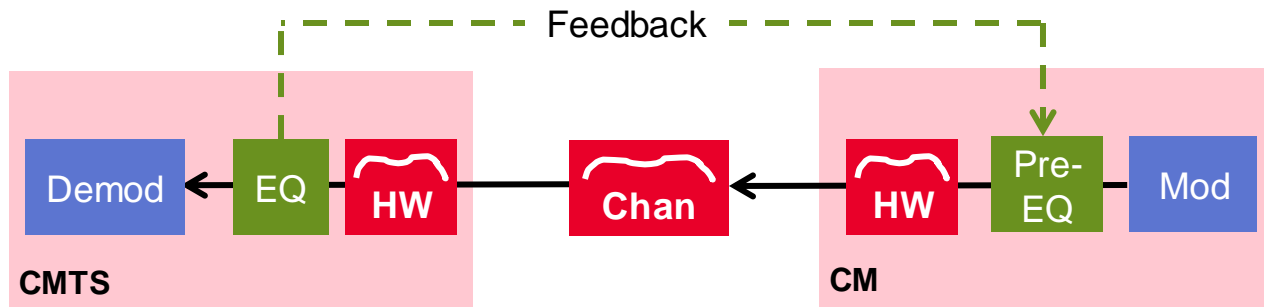 Feedback
Demod
EQ
HW
Chan
HW
Pre-
EQ
Mod
CMTS
CM